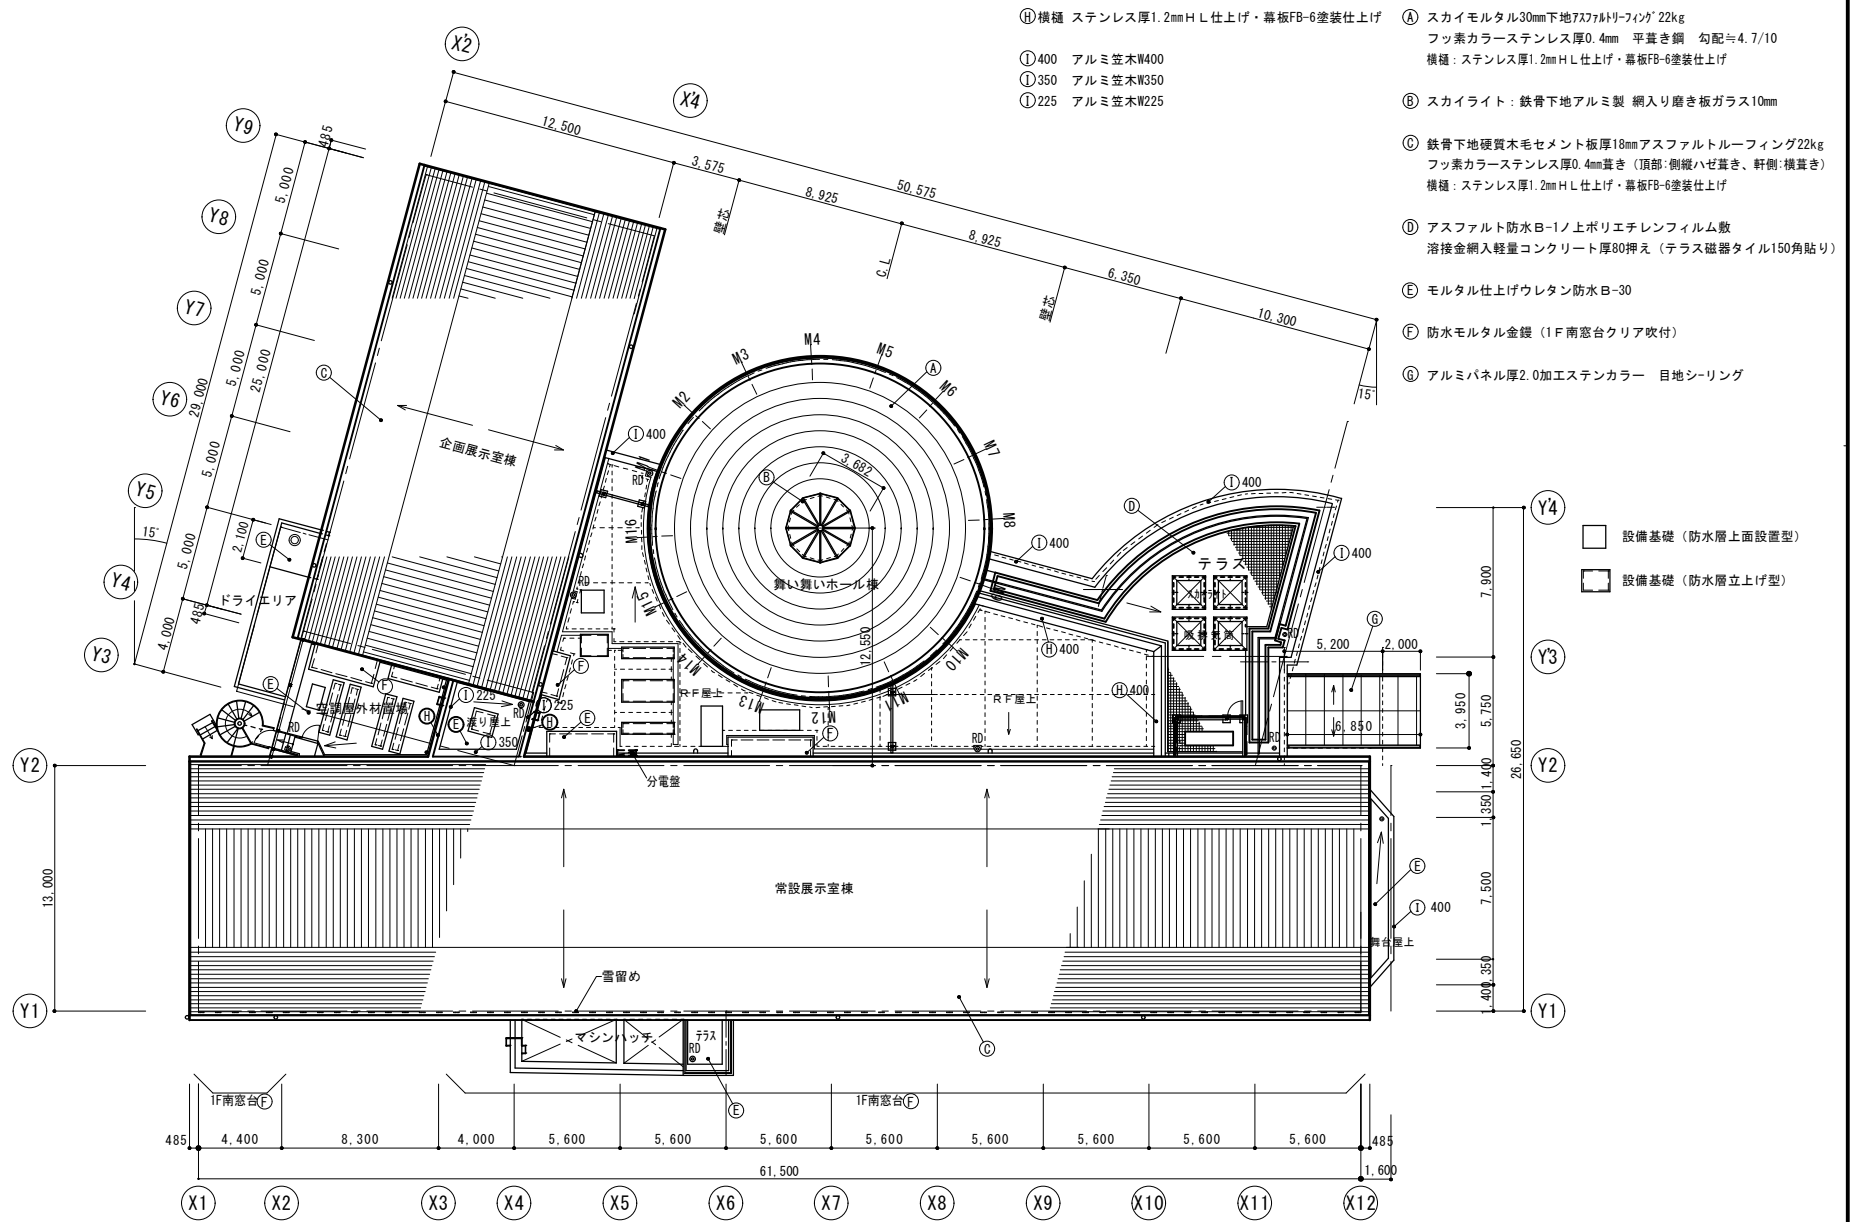 Ⓗ横樋 ステンレス厚1.2mmＨＬ仕上げ・幕板FB-6塗装仕上げ
Ⓘ400 アルミ笠木W400
Ⓘ350 アルミ笠木W350
Ⓘ225 アルミ笠木W225
Ⓐ スカイモルタル30mm下地ｱｽﾌｧﾙﾄﾙｰﾌｨﾝｸﾞ22kg
フッ素カラーステンレス厚0.4mm 平葺き鋼 勾配≒4.7/10
横樋：ステンレス厚1.2mmＨＬ仕上げ・幕板FB-6塗装仕上げ
Ⓑ スカイライト：鉄骨下地アルミ製 網入り磨き板ガラス10mm
Ⓒ 鉄骨下地硬質木毛セメント板厚18mmアスファルトルーフィング22kg
フッ素カラーステンレス厚0.4mm葺き（頂部:側縦ハゼ葺き、軒側:横葺き）
横樋：ステンレス厚1.2mmＨＬ仕上げ・幕板FB-6塗装仕上げ
Ⓓ アスファルト防水Ｂ-1ノ上ポリエチレンフィルム敷
溶接金網入軽量コンクリート厚80押え（テラス磁器タイル150角貼り）
Ⓔ モルタル仕上げウレタン防水Ｂ-30
Ⓕ 防水モルタル金鏝（1Ｆ南窓台クリア吹付）
Ⓖ アルミパネル厚2.0加工ステンカラー 目地シーリング
設備基礎（防水層上面設置型）
設備基礎（防水層立上げ型）
X'2
X'4
12,500
3,575
8,925
50,575
8,925
6,350
10,300
壁芯
C.L
壁芯
15°
Y9
Y8
Y7
Y6
Y5
Y4
Y3
485
5,000
5,000
5,000
5,000
5,000
25,000
29,000
2,100
4,000
485
15°
Ⓒ
企画展示室棟
Ⓔ
ドライエリア
M2
M3
M4
M5
M6
M7
M8
M10
M11
M12
M13
M14
M15
M16
Ⓐ
Ⓑ
3,682
舞い舞いホール棟
12,550
Ⓘ400
RD
RD
Ⓓ
テラス
Ⓘ400
Ⓘ400
Ⓘ400
RD
Ⓗ400
Ⓗ400
ＲＦ屋上
ＲＦ屋上
RD
RD
Ⓖ
5,200
2,000
6,850
3,950
Y'4
Y'3
Y2
Y1
7,900
5,750
1,400
1,350
7,500
1,350
1,400
26,650
Ⓔ
Ⓕ
空調屋外材置場
RD
Ⓗ
Ⓘ225
Ⓔ渡り屋上
RD
Ⓘ350
Ⓘ225
Ⓗ
Ⓕ
Ⓔ
Ⓕ
分電盤
Y2
13,000
Y1
常設展示室棟
Ⓔ
Ⓘ400
舞台屋上
雪留め
Ⓒ
マシンハッチ
ﾃﾗｽ
RD
Ⓔ
1F南窓台Ⓕ
1F南窓台Ⓕ
485
4,400
8,300
4,000
5,600
5,600
5,600
5,600
5,600
5,600
5,600
5,600
485
61,500
1,600
X1
X2
X3
X4
X5
X6
X7
X8
X9
X10
X11
X12